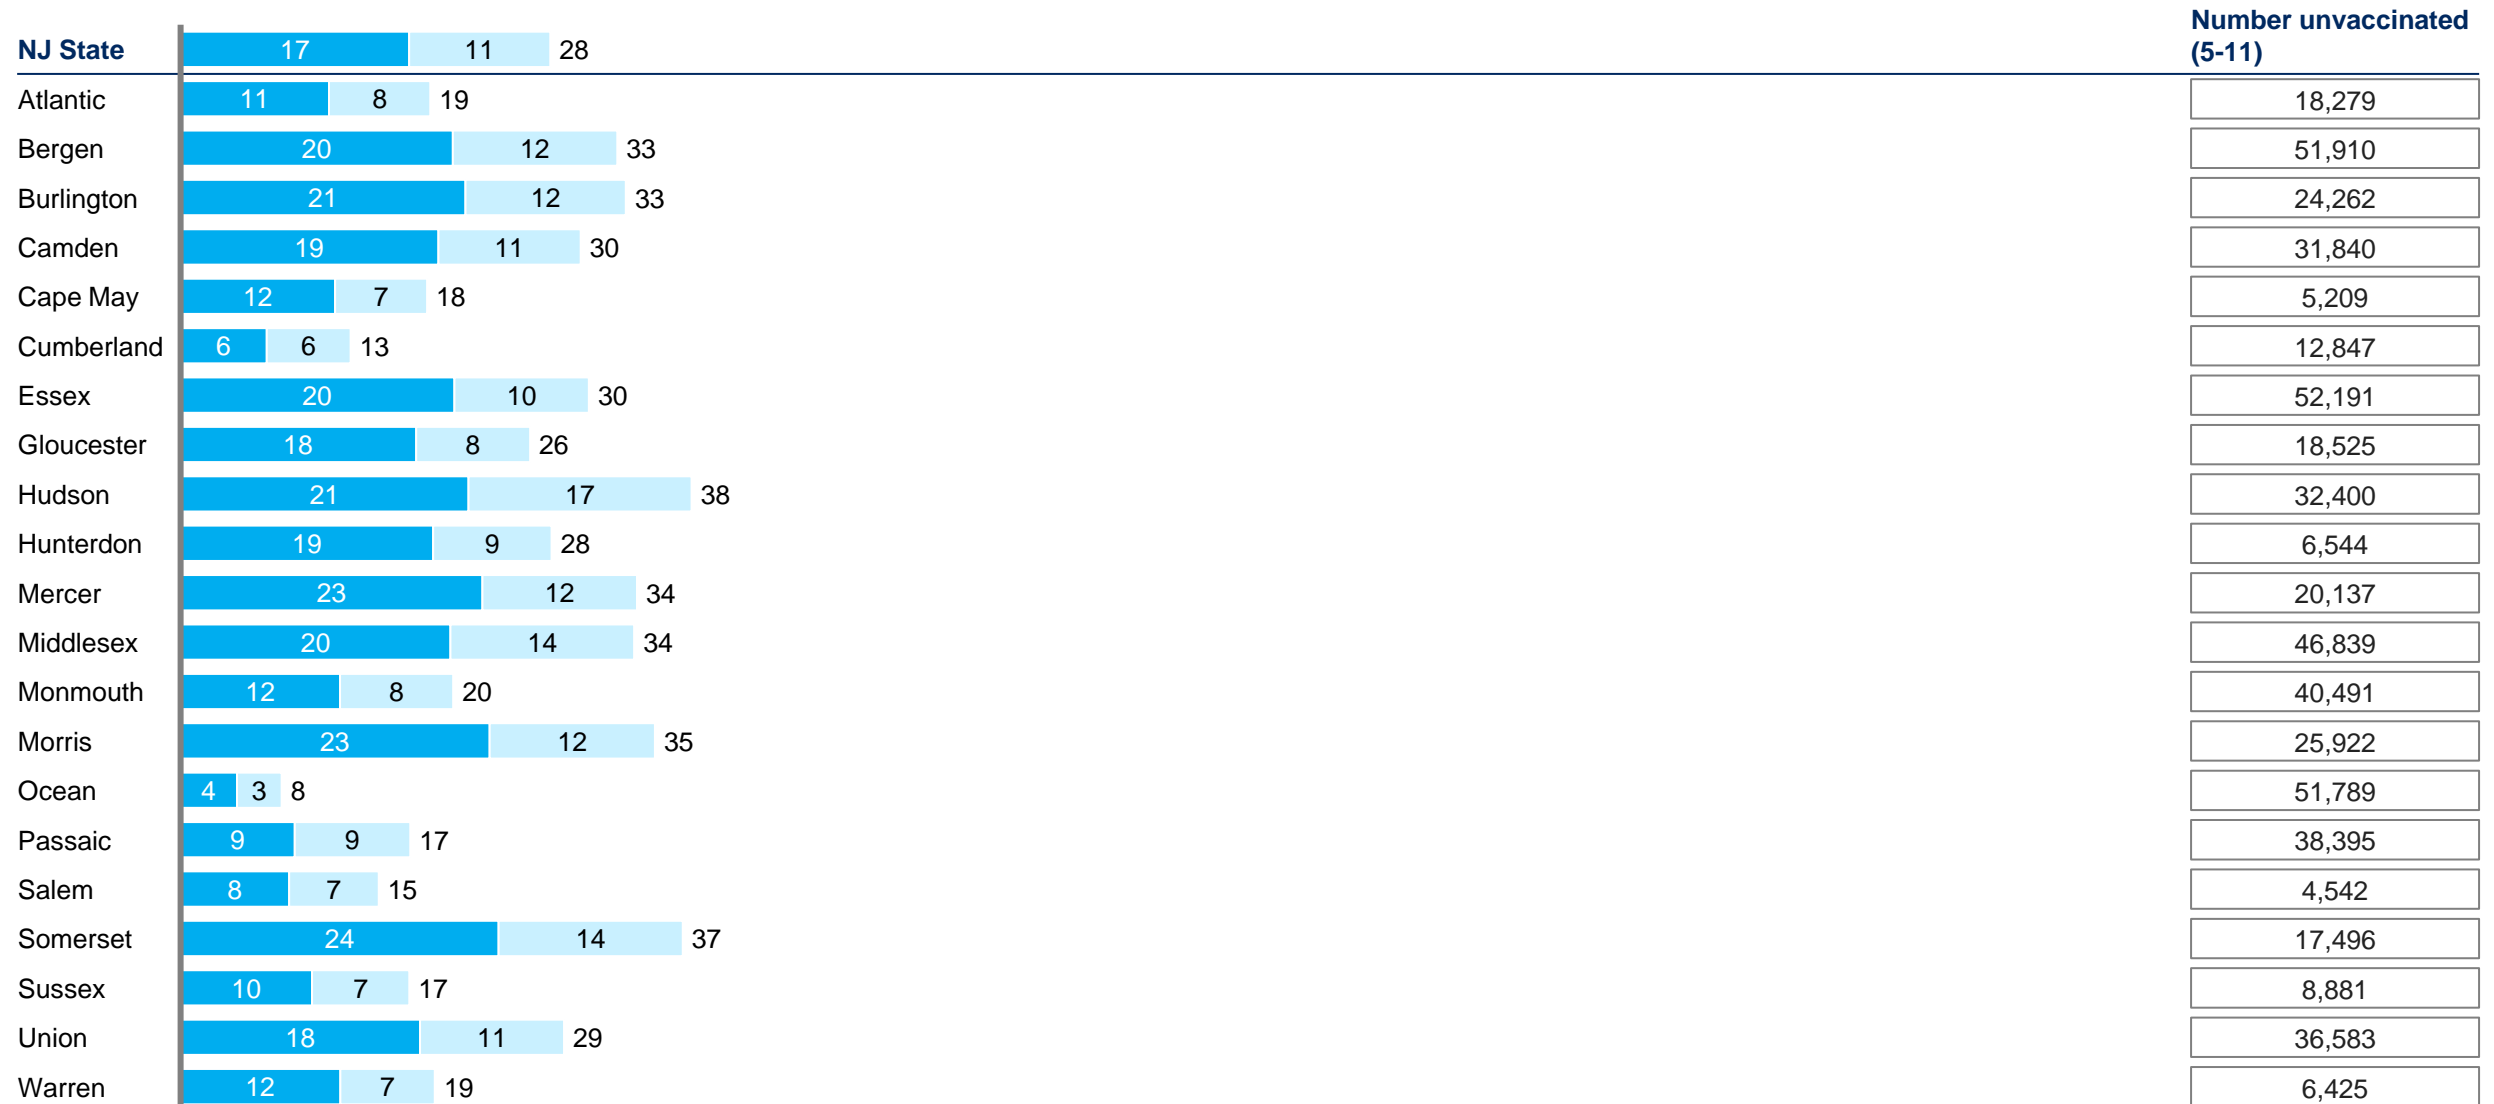 Number unvaccinated
(5-11)
NJ State 17 11 28
Atlantic 11 8 19 18,279
Bergen 20 12 33 51,910
Burlington 21 12 33 24,262
Camden 19 11 30 31,840
Cape May 12 7 18 5,209
Cumberland 6 6 13 12,847
Essex 20 10 30 52,191
Gloucester 18 8 26 18,525
Hudson 21 17 38 32,400
Hunterdon 19 9 28 6,544
Mercer 23 12 34 20,137
Middlesex 20 14 34 46,839
Monmouth 12 8 20 40,491
Morris 23 12 35 25,922
Ocean 4 3 8 51,789
Passaic 9 9 17 38,395
Salem 8 7 15 4,542
Somerset 24 14 37 17,496
Sussex 10 7 17 8,881
Union 18 11 29 36,583
Warren 12 7 19 6,425